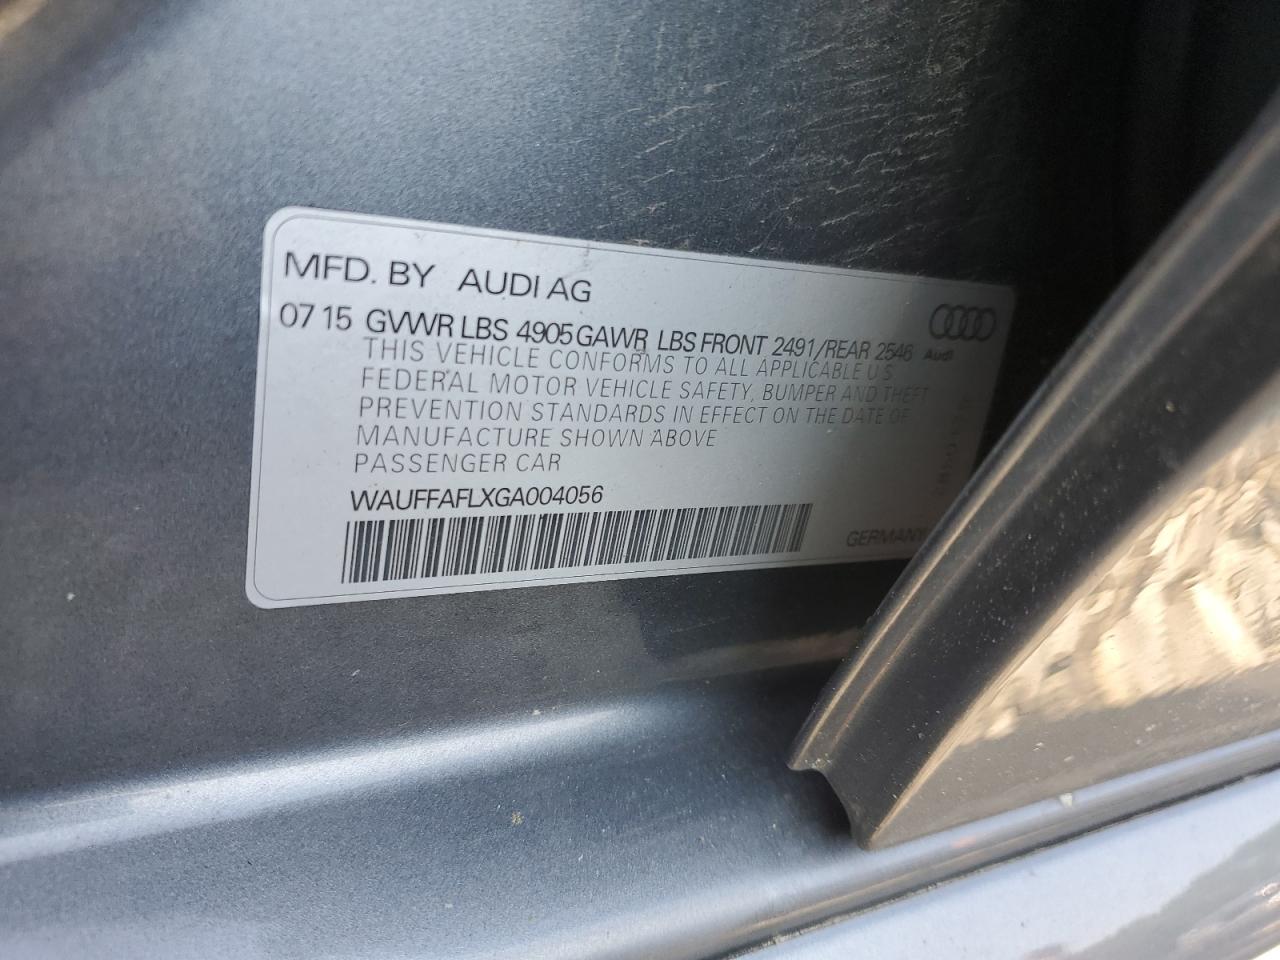 MFD. BY AUDI AG
07 15 GVWR LBS 4905 GAWR LBS FRONT 2491/REAR 2546
Audi
THIS VEHICLE CONFORMS TO ALL APPLICABLE U S
FEDERAL MOTOR VEHICLE SAFETY, BUMPER AND THEFT
PREVENTION STANDARDS IN EFFECT ON THE DATE OF
MANUFACTURE SHOWN ABOVE
PASSENGER CAR
WAUFFAFLXGA004056
GERMANY